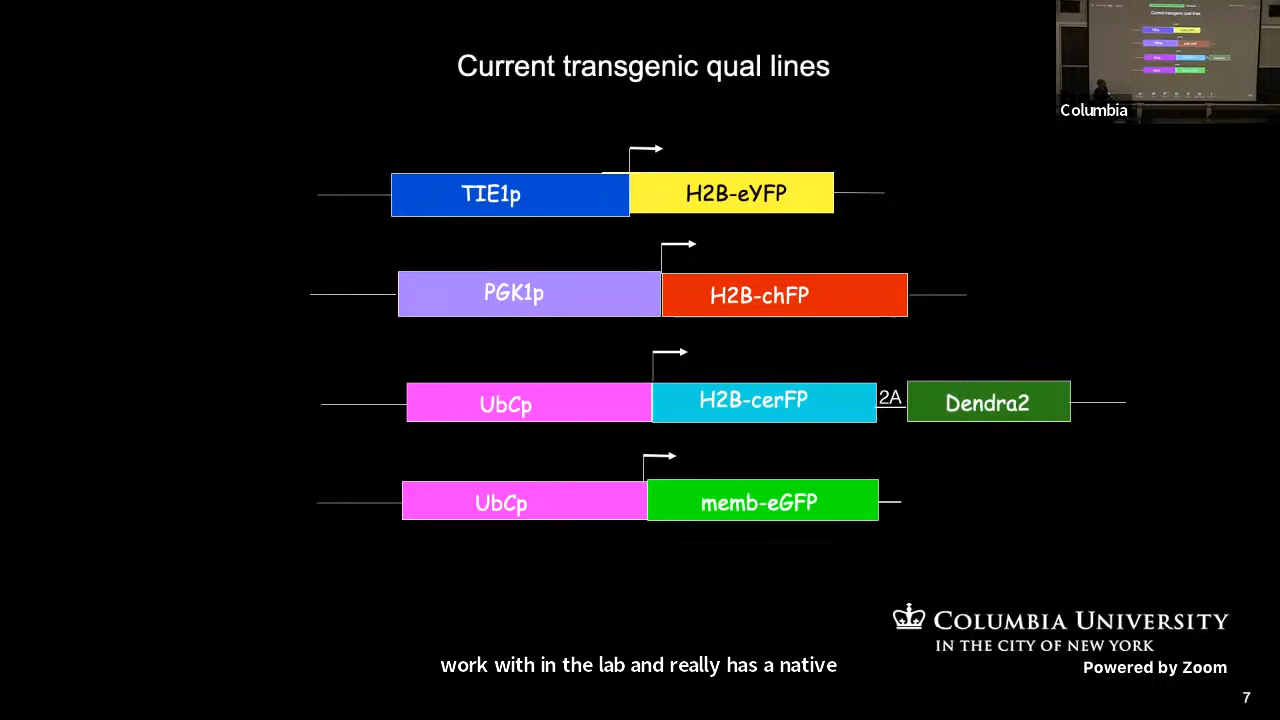 Current transgenic qual lines
Columbia
TIE1p
H2B-eYFP
PGK1p
H2B-chFP
UbCp
H2B-cerFP
2A
Dendra2
UbCp
memb-eGFP
COLUMBIA UNIVERSITY
IN THE CITY OF NEW YORK
work with in the lab and really has a native
Powered by Zoom
7